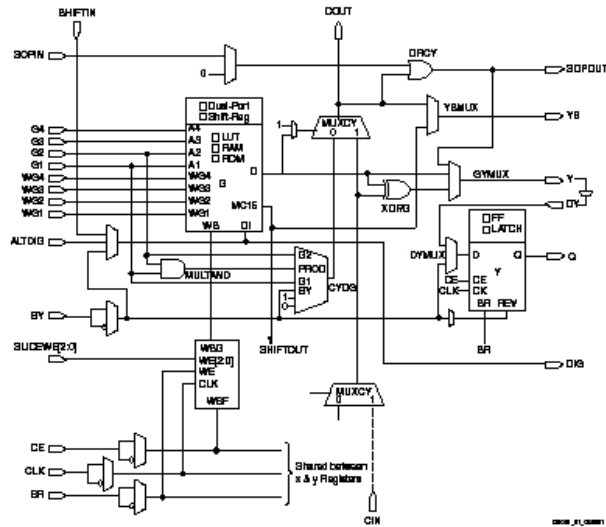 SHIFTIN
COUT
SOPIN
0
ORCY
SOPOUT
Dual-Port
Shift-Reg
YBMUX
YB
1
MUXCY
0 1
G4
G3
G2
G1
WG4
WG3
WG2
WG1
A4
A3
A2
A1
WG4
WG3
WG2
WG1
LUT
RAM
ROM
G
D
MC15
WS
DI
GYMUX
Y
DY
XORG
FF
LATCH
DYMUX
D
Q
Q
Y
CE
CLK
CE
CK
SR
REV
SR
ALTDIG
MULTAND
G2
PROD
G1
BY
1
0
CYOG
BY
SHIFTOUT
DIG
SLICEWE[2:0]
WSG
WE[2:0]
WE
CLK
WSF
MUXCY
0 1
CE
CLK
SR
Shared between
x & y Registers
CIN